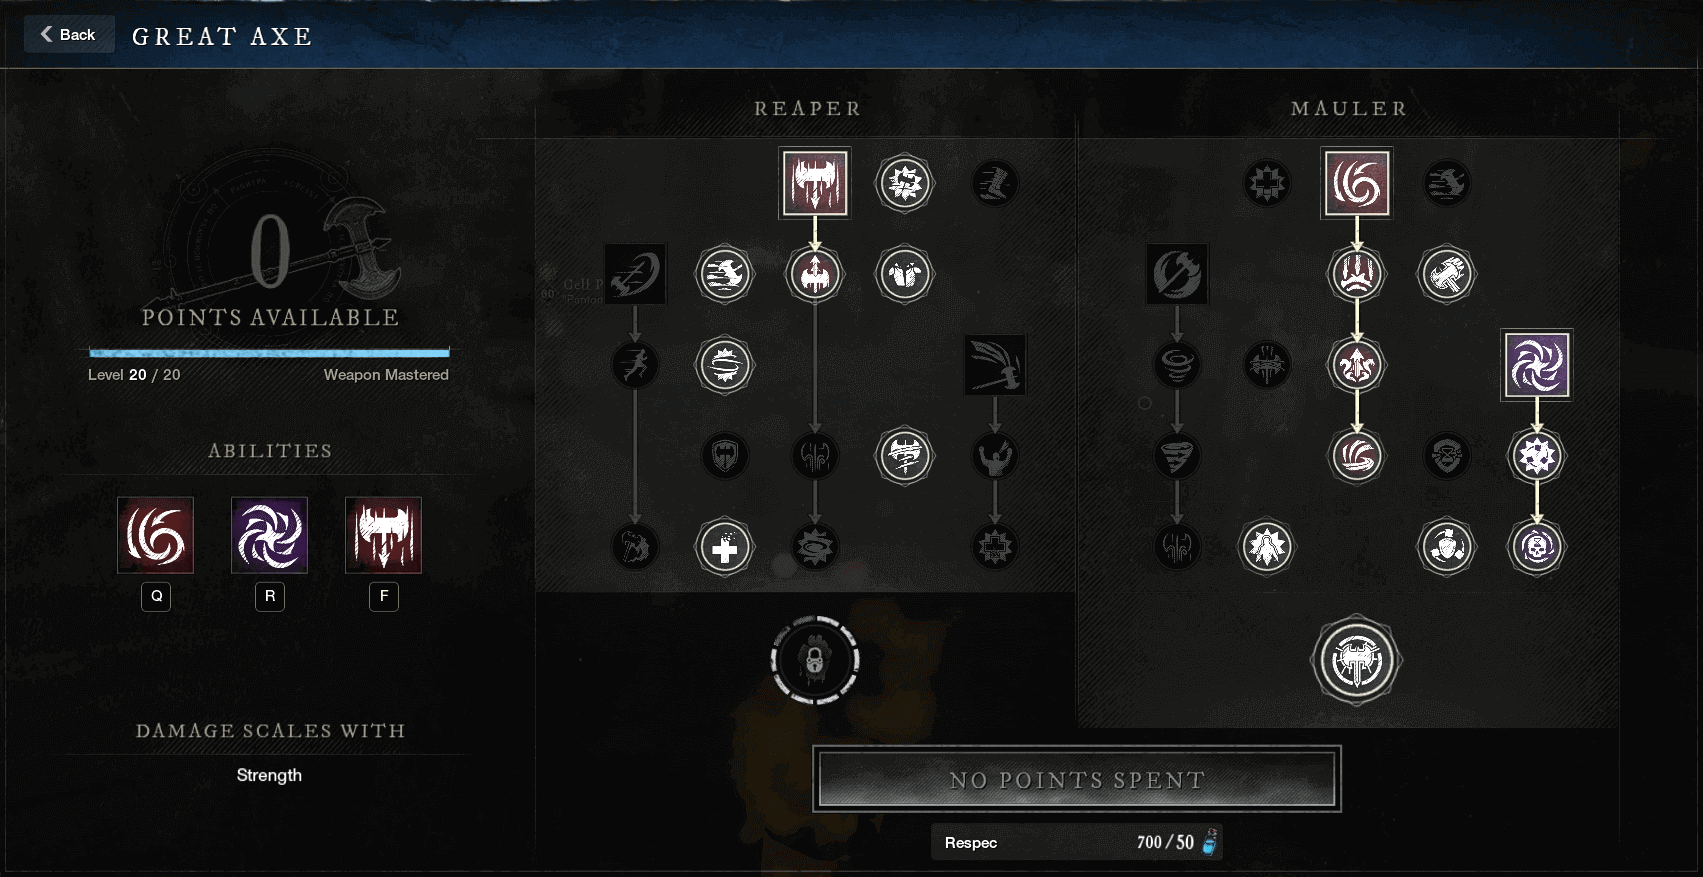 Back
GREAT AXE
REAPER
MAULER
0
POINTS AVAILABLE
Level 20 / 20
Weapon Mastered
ABILITIES
Q
R
F
DAMAGE SCALES WITH
Strength
Cell P
NO POINTS SPENT
Respec
700 / 50